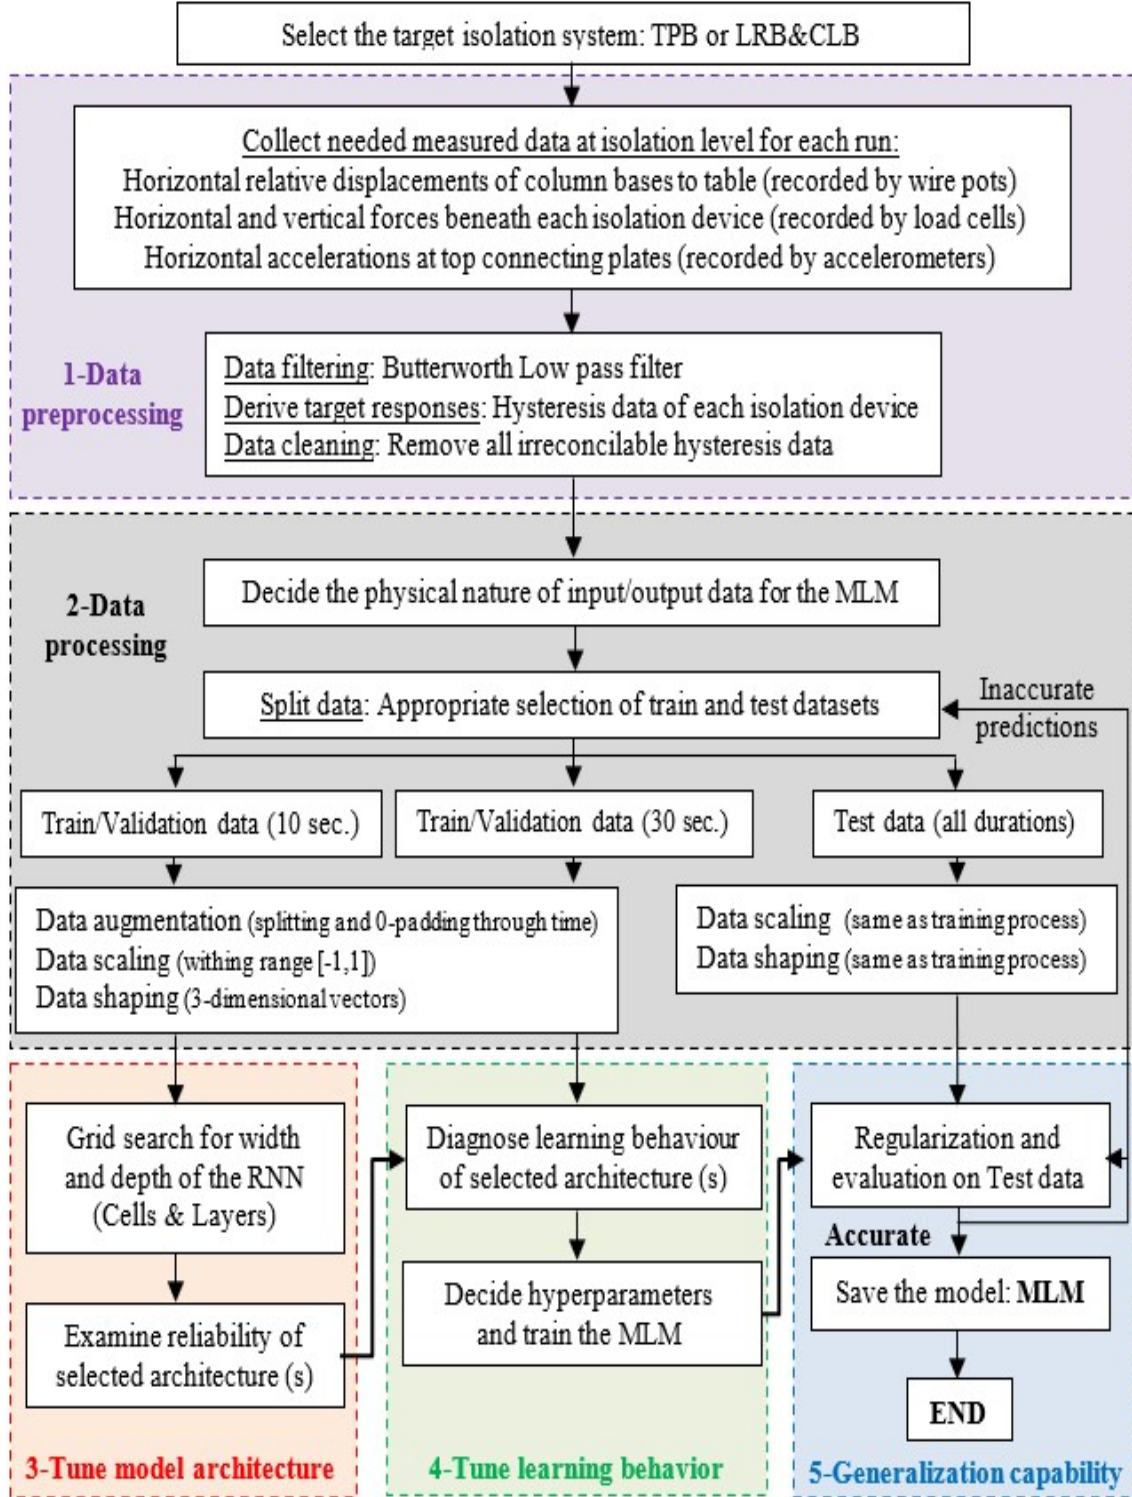 Select the target isolation system: TPB or LRB&CLB
Collect needed measured data at isolation level for each run:
Horizontal relative displacements of column bases to table (recorded by wire pots)
Horizontal and vertical forces beneath each isolation device (recorded by load cells)
Horizontal accelerations at top connecting plates (recorded by accelerometers)
1-Data
preprocessing
Data filtering: Butterworth Low pass filter
Derive target responses: Hysteresis data of each isolation device
Data cleaning: Remove all irreconcilable hysteresis data
2-Data
processing
Decide the physical nature of input/output data for the MLM
Split data: Appropriate selection of train and test datasets
Inaccurate
predictions
Train/Validation data (10 sec.)
Train/Validation data (30 sec.)
Test data (all durations)
Data augmentation (splitting and 0-padding through time)
Data scaling (withing range [-1,1])
Data shaping (3-dimensional vectors)
Data scaling (same as training process)
Data shaping (same as training process)
Grid search for width
and depth of the RNN
(Cells & Layers)
Examine reliability of
selected architecture (s)
3-Tune model architecture
Diagnose learning behaviour
of selected architecture (s)
Decide hyperparameters
and train the MLM
4-Tune learning behavior
Regularization and
evaluation on Test data
Accurate
Save the model: MLM
END
5-Generalization capability